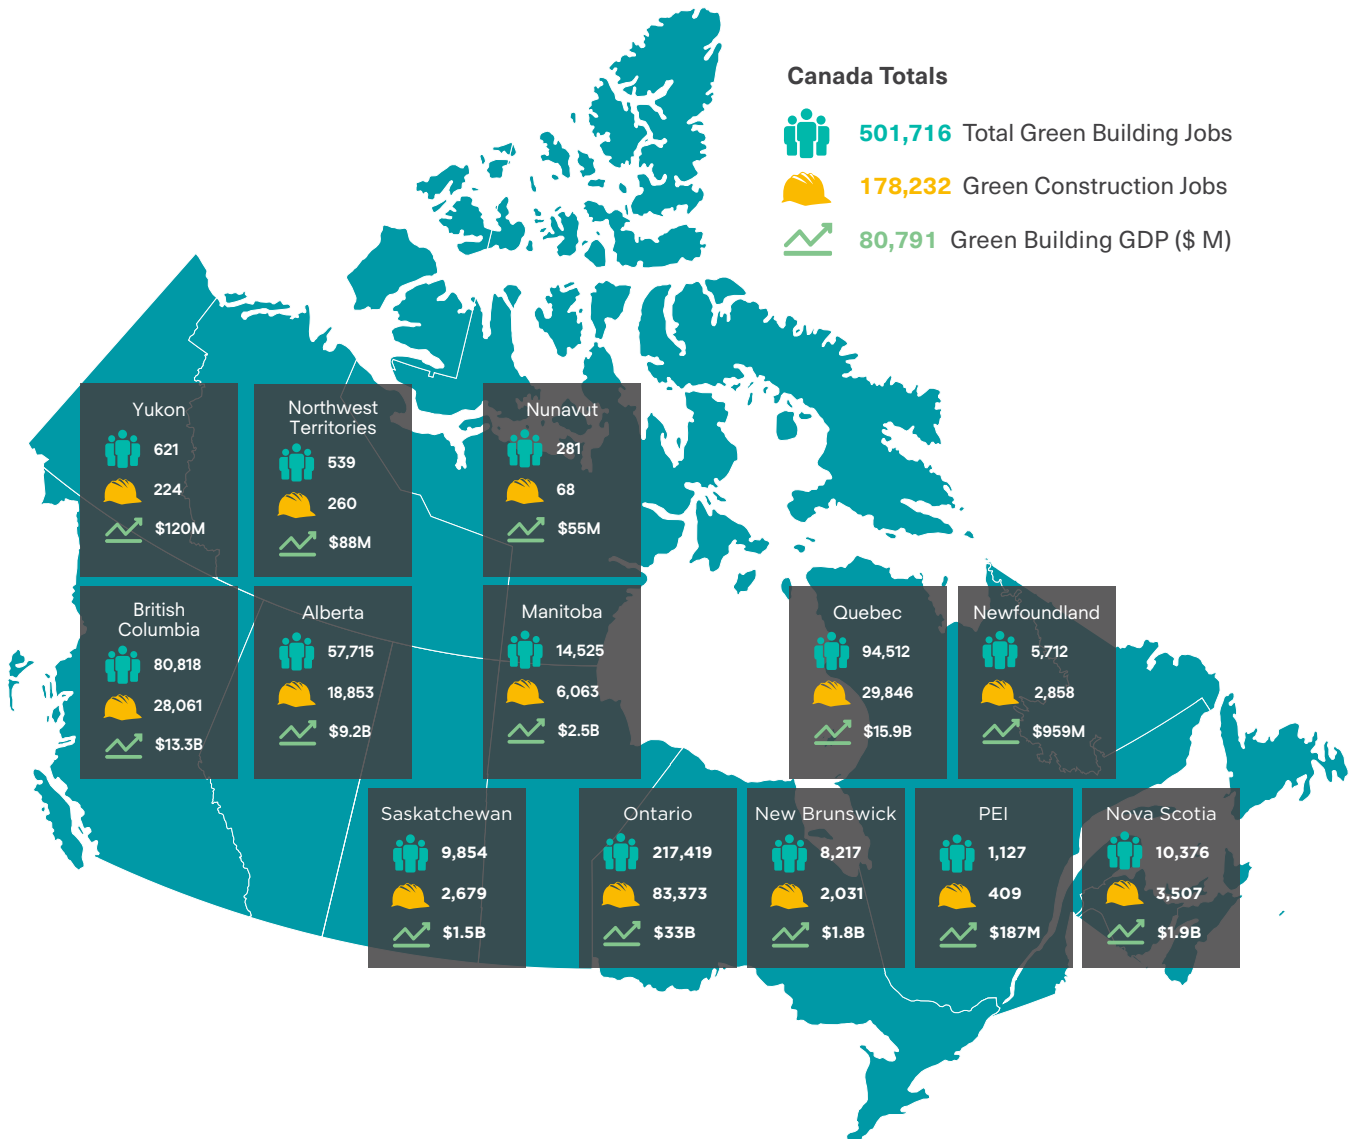 Canada Totals
501,716 Total Green Building Jobs
178,232 Green Construction Jobs
80,791 Green Building GDP ($ M)
Yukon
621
224
$120M
Northwest
Territories
539
260
$88M
Nunavut
281
68
$55M
British
Columbia
80,818
28,061
$13.3B
Alberta
57,715
18,853
$9.2B
Manitoba
14,525
6,063
$2.5B
Quebec
94,512
29,846
$15.9B
Newfoundland
5,712
2,858
$959M
Saskatchewan
9,854
2,679
$1.5B
Ontario
217,419
83,373
$33B
New Brunswick
8,217
2,031
$1.8B
PEI
1,127
409
$187M
Nova Scotia
10,376
3,507
$1.9B